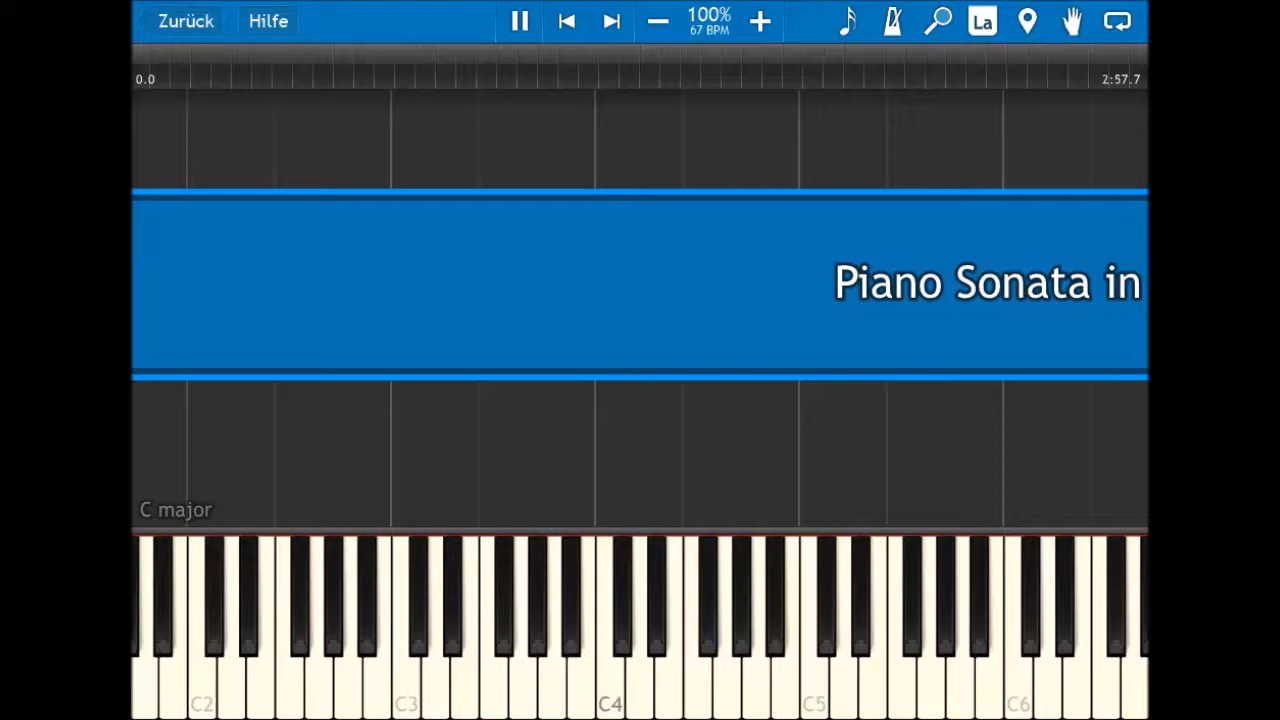 Zurück Hilfe 100% La
67 BPM
0.0 2:57.7
Piano Sonata in
C major
C2 C3 C4 C5 C6